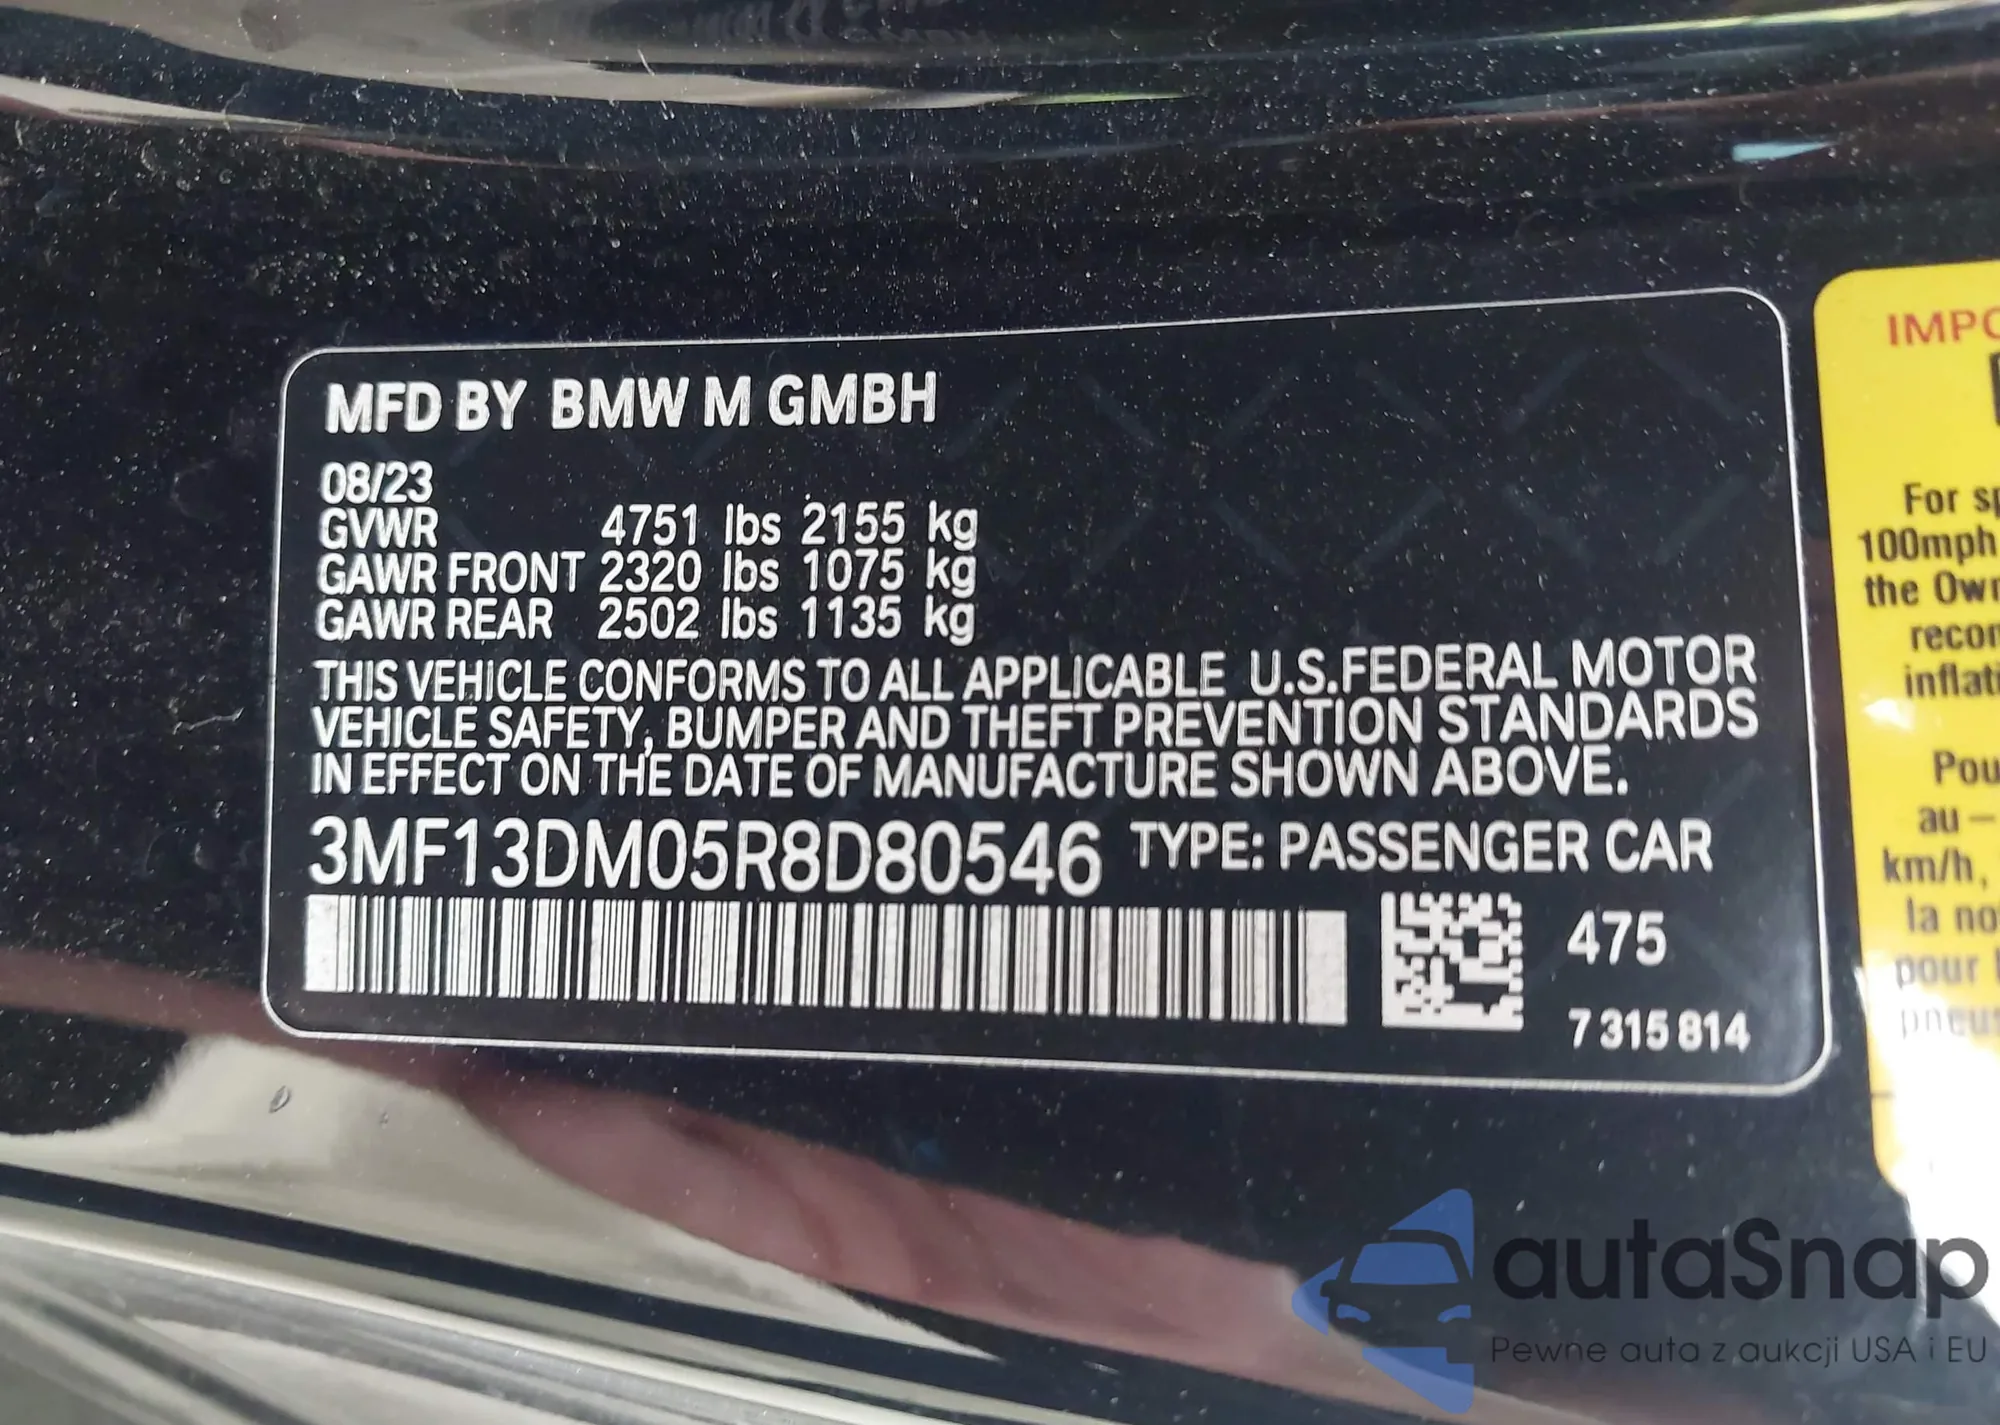 MFD BY BMW M GMBH
08/23
GVWR 4751 lbs 2155 kg
GAWR FRONT 2320 lbs 1075 kg
GAWR REAR 2502 lbs 1135 kg
THIS VEHICLE CONFORMS TO ALL APPLICABLE U.S.FEDERAL MOTOR
VEHICLE SAFETY, BUMPER AND THEFT PREVENTION STANDARDS
IN EFFECT ON THE DATE OF MANUFACTURE SHOWN ABOVE.
3MF13DM05R8D80546 TYPE: PASSENGER CAR
475
7 315 814
IMPO
For sp
100mph
the Own
recon
inflati
Pou
au –
km/h,
la no
pour
pneus
autaSnap
Pewne auta z aukcji USA i EU